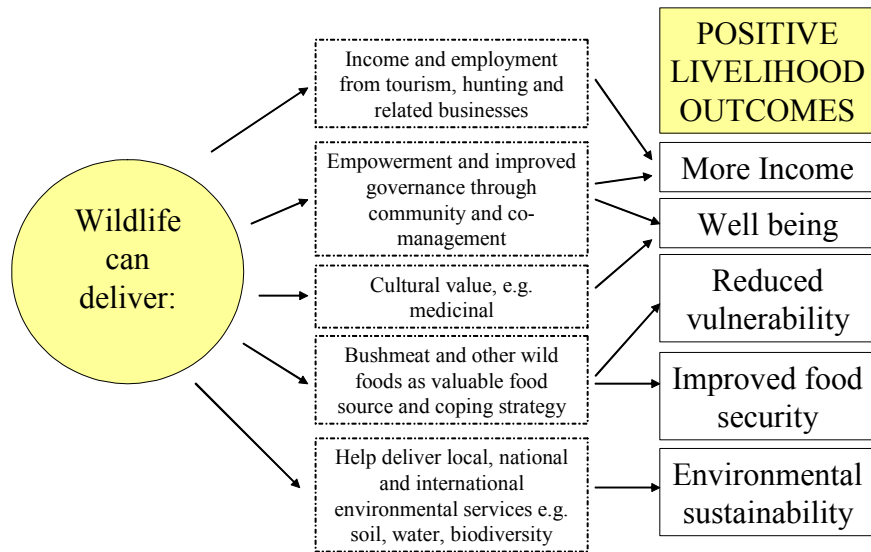 Wildlife
can
deliver:
Income and employment
from tourism, hunting and
related businesses
Empowerment and improved
governance through
community and co-
management
Cultural value, e.g.
medicinal
Bushmeat and other wild
foods as valuable food
source and coping strategy
Help deliver local, national
and international
environmental services e.g.
soil, water, biodiversity
POSITIVE
LIVELIHOOD
OUTCOMES
More Income
Well being
Reduced
vulnerability
Improved food
security
Environmental
sustainability